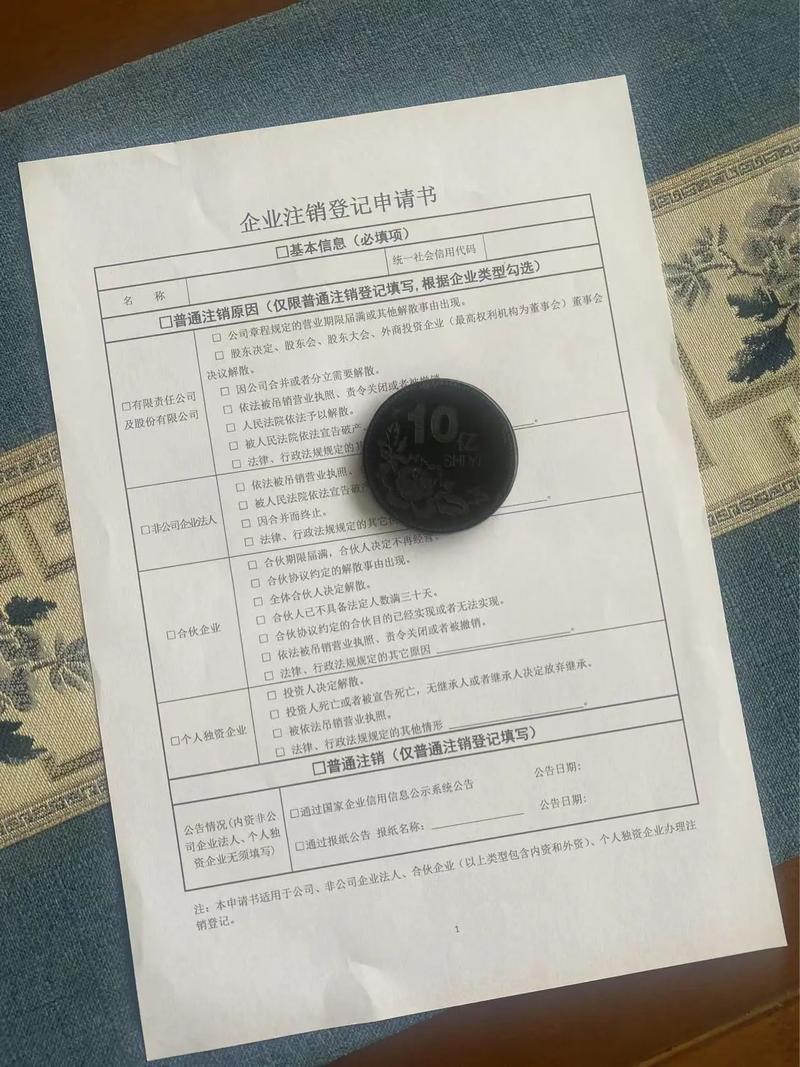 企业注销登记申请书
□基本信息（必填项）
名 称
统一社会信用代码
□普通注销原因（仅限普通注销登记填写，根据企业类型勾选）
□有限责任公司
及股份有限公司
□ 公司章程规定的营业期限届满或其他解散事由出现。
□ 股东决定、股东会、股东大会、外商投资企业（最高权利机构为董事会）董事会
决议解散。
□ 因公司合并或者分立需要解散。
□ 依法被吊销营业执照、责令关闭或者被撤销
□ 人民法院依法予以解散。
□ 被人民法院依法宣告破产
□ 法律、行政法规规定的其
。
□非公司企业法人
□ 依法被吊销营业执照、
□ 被人民法院依法宣告破产
□ 因合并而终止。
□ 法律、行政法规规定的其它
。
10亿
SHI YI
□合伙企业
□ 合伙期限届满，合伙人决定不再经营。
□ 合伙协议约定的解散事由出现。
□ 全体合伙人决定解散。
□ 合伙人已不具备法定人数满三十天。
□ 合伙协议约定的合伙目的已经实现或者无法实现。
□ 依法被吊销营业执照、责令关闭或者被撤销。
□ 法律、行政法规规定的其它原因 ________________。
□个人独资企业
□ 投资人决定解散。
□ 投资人死亡或者被宣告死亡，无继承人或者继承人决定放弃继承。
□ 被依法吊销营业执照。
□ 法律、行政法规规定的其他情形 ________________。
□普通注销（仅普通注销登记填写）
公告情况（内资非公
司企业法人、个人独
资企业无须填写）
□通过国家企业信用信息公示系统公告 公告日期：
□通过报纸公告 报纸名称：____________ 公告日期：
注：本申请书适用于公司、非公司企业法人、合伙企业（以上类型包含内资和外资）、个人独资企业办理注
销登记。
1